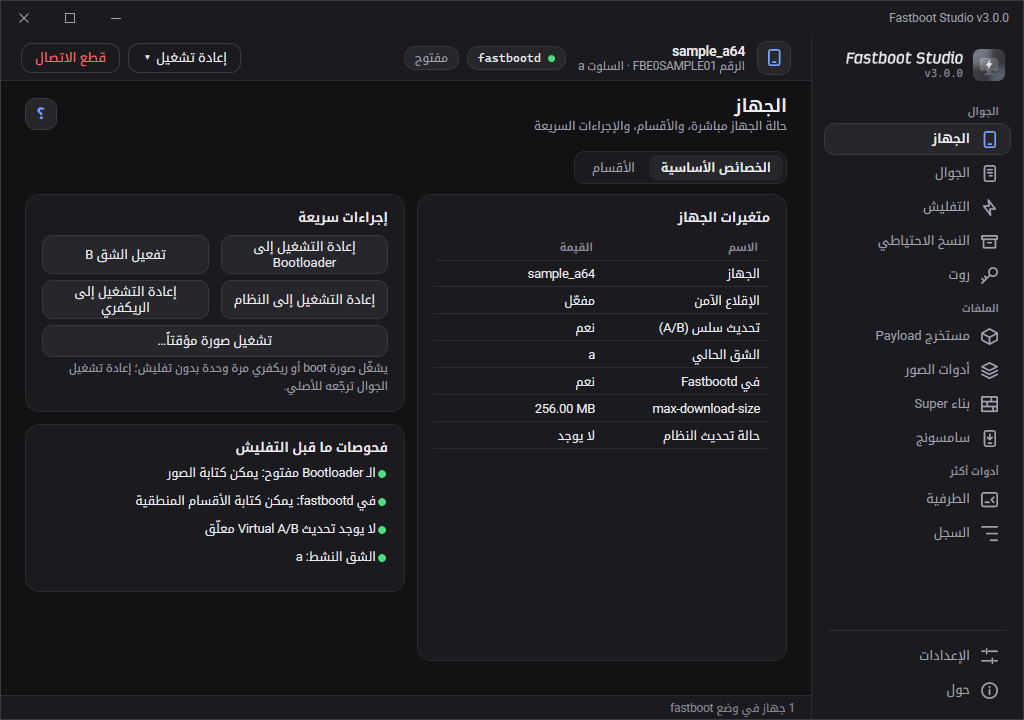 Fastboot Studio v3.0.0
Fastboot Studio
v3.0.0
الجوال
الجهاز
الجوال
التفليش
النسخ الاحتياطي
روت
الملفات
مستخرج Payload
أدوات الصور
بناء Super
سامسونج
أدوات أكثر
الطرفية
السجل
الإعدادات
حول
sample_a64
الرقم FBE0SAMPLE01 · السلوت a
fastbootd
مفتوح
إعادة تشغيل ▾
قطع الاتصال
الجهاز
حالة الجهاز مباشرة، والأقسام، والإجراءات السريعة
؟
الخصائص الأساسية
الأقسام
متغيرات الجهاز
الاسم القيمة
الجهاز sample_a64
الإقلاع الآمن مفعّل
تحديث سلس (A/B) نعم
الشق الحالي a
في Fastbootd نعم
max-download-size 256.00 MB
حالة تحديث النظام لا يوجد
إجراءات سريعة
إعادة التشغيل إلى
Bootloader
تفعيل الشق B
إعادة التشغيل إلى النظام
إعادة التشغيل إلى
الريكفري
تشغيل صورة مؤقتاً...
يشغّل صورة boot أو ريكفري مرة وحدة بدون تفليش؛ إعادة تشغيل
الجوال ترجّعه للأصلي.
فحوصات ما قبل التفليش
الـ Bootloader مفتوح: يمكن كتابة الصور
في fastbootd: يمكن كتابة الأقسام المنطقية
لا يوجد تحديث Virtual A/B معلّق
الشق النشط: a
1 جهاز في وضع fastboot